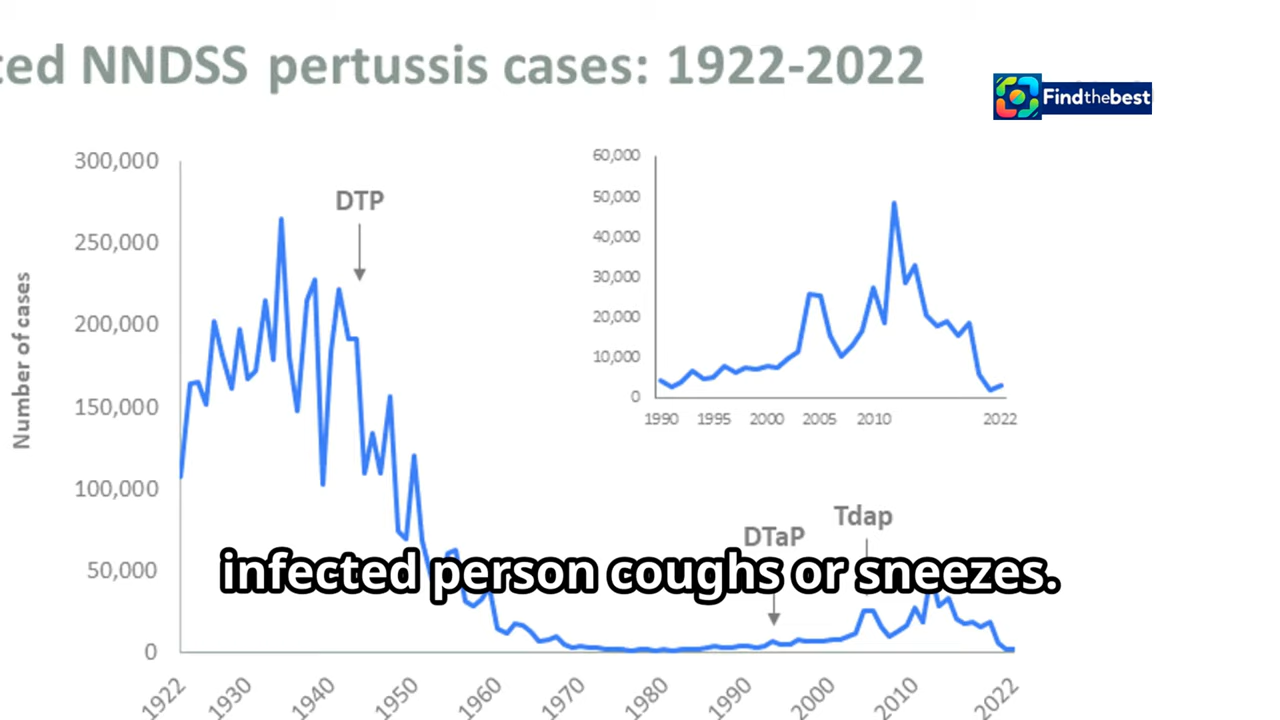 ted NNDSS pertussis cases: 1922-2022
Findthebest
Number of cases
300,000
250,000
200,000
150,000
100,000
50,000
0
DTP
60,000
50,000
40,000
30,000
20,000
10,000
0
1990 1995 2000 2005 2010 2022
Tdap
DTaP
infected person coughs or sneezes.
1922 1930 1940 1950 1960 1970 1980 1990 2000 2010 2022